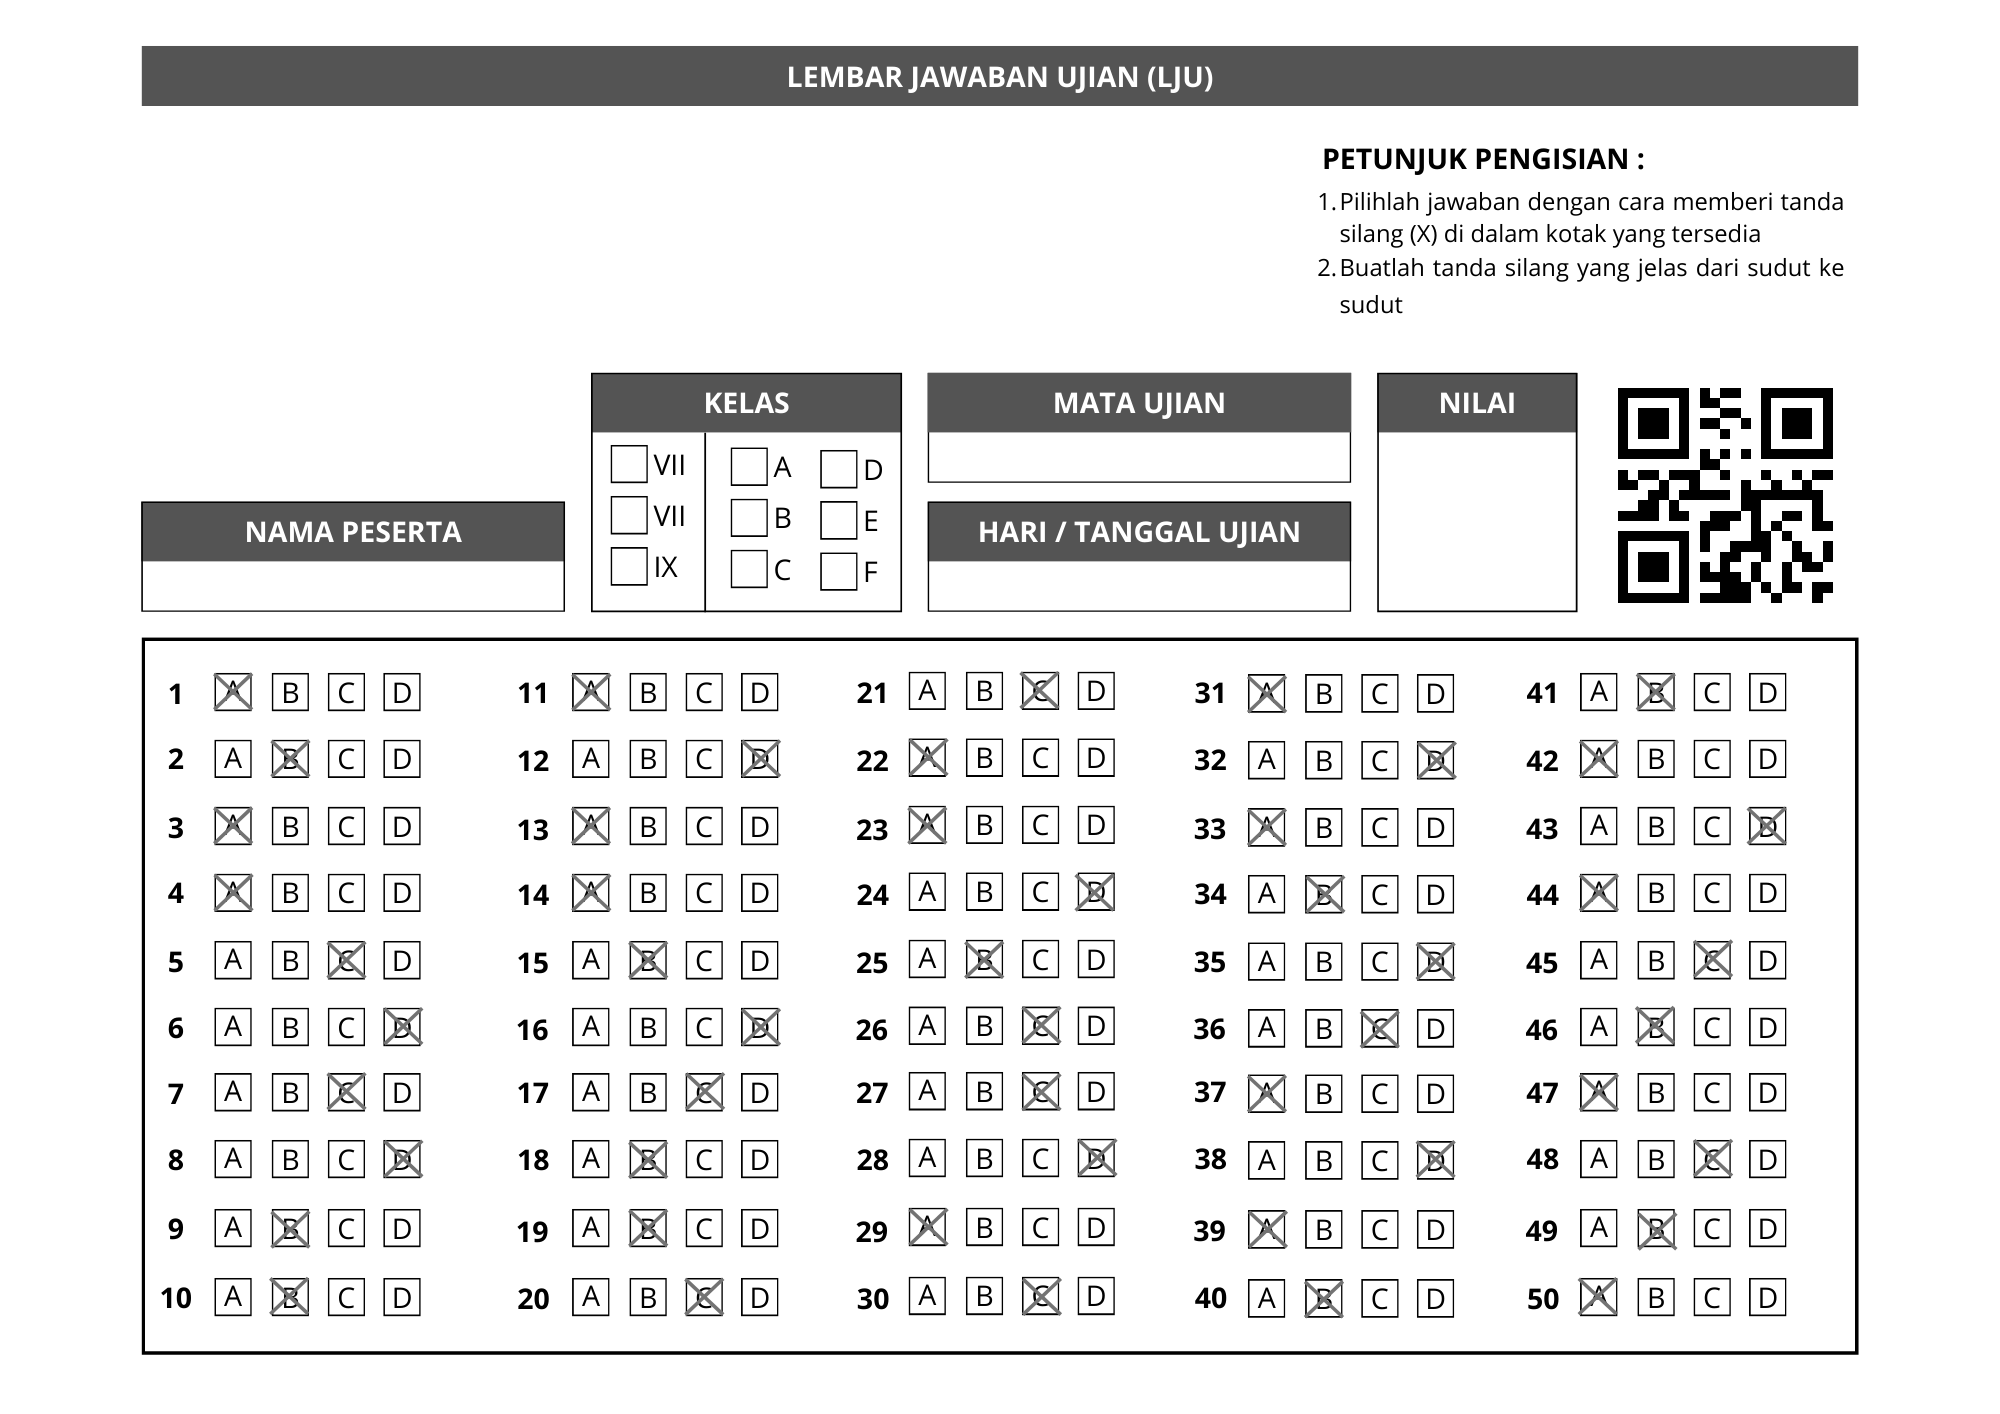 LEMBAR JAWABAN UJIAN (LJU)
PETUNJUK PENGISIAN :
1. Pilihlah jawaban dengan cara memberi tanda
silang (X) di dalam kotak yang tersedia
2. Buatlah tanda silang yang jelas dari sudut ke
sudut
KELAS
VII
VII
IX
A
B
C
D
E
F
MATA UJIAN
NILAI
NAMA PESERTA
HARI / TANGGAL UJIAN
1 A B C D
2 A B C D
3 A B C D
4 A B C D
5 A B C D
6 A B C D
7 A B C D
8 A B C D
9 A B C D
10 A B C D
11 A B C D
12 A B C D
13 A B C D
14 A B C D
15 A B C D
16 A B C D
17 A B C D
18 A B C D
19 A B C D
20 A B C D
21 A B C D
22 A B C D
23 A B C D
24 A B C D
25 A B C D
26 A B C D
27 A B C D
28 A B C D
29 A B C D
30 A B C D
31 A B C D
32 A B C D
33 A B C D
34 A B C D
35 A B C D
36 A B C D
37 A B C D
38 A B C D
39 A B C D
40 A B C D
41 A B C D
42 A B C D
43 A B C D
44 A B C D
45 A B C D
46 A B C D
47 A B C D
48 A B C D
49 A B C D
50 A B C D